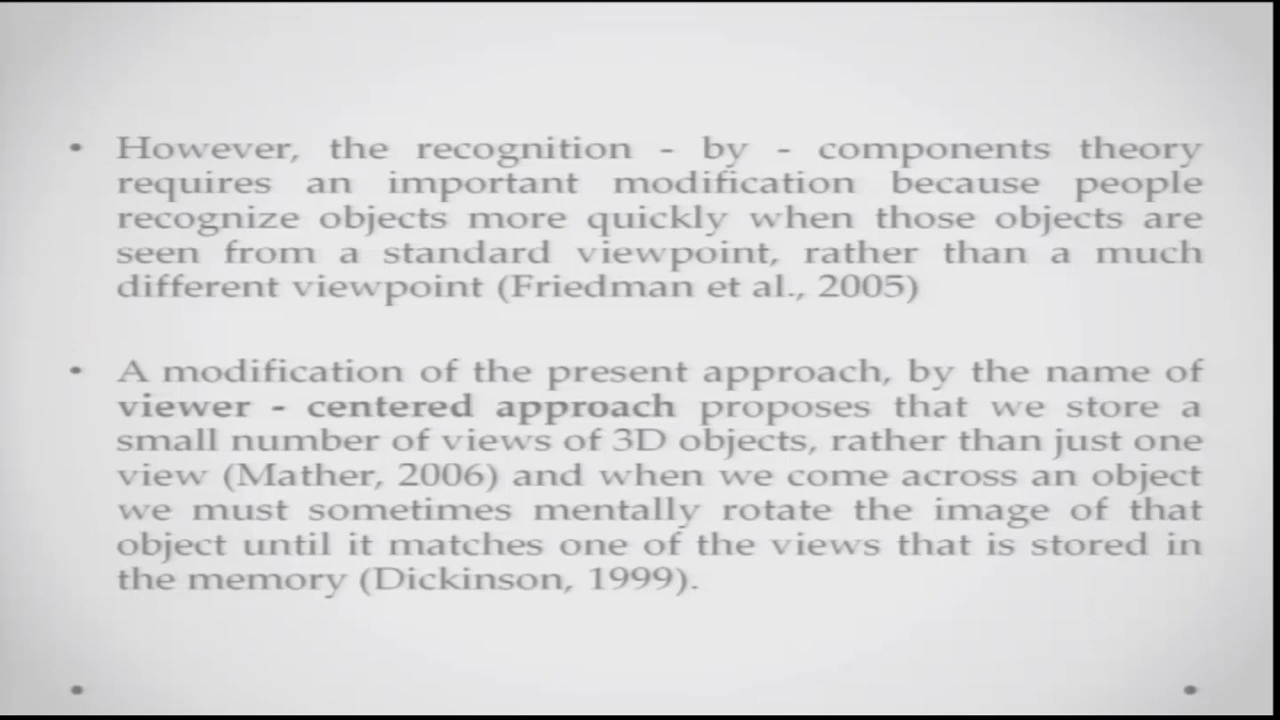 • However, the recognition - by - components theory
requires an important modification because people
recognize objects more quickly when those objects are
seen from a standard viewpoint, rather than a much
different viewpoint (Friedman et al., 2005)
• A modification of the present approach, by the name of
viewer - centered approach proposes that we store a
small number of views of 3D objects, rather than just one
view (Mather, 2006) and when we come across an object
we must sometimes mentally rotate the image of that
object until it matches one of the views that is stored in
the memory (Dickinson, 1999).